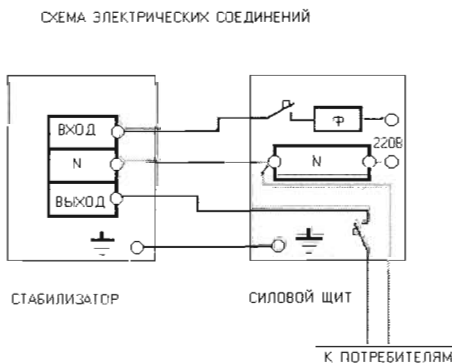 СХЕМА ЭЛЕКТРИЧЕСКИХ СОЕДИНЕНИЙ
ВХОД
N
ВЫХОД
Ф
220В
N
СТАБИЛИЗАТОР
СИЛОВОЙ ЩИТ
К ПОТРЕБИТЕЛЯМ